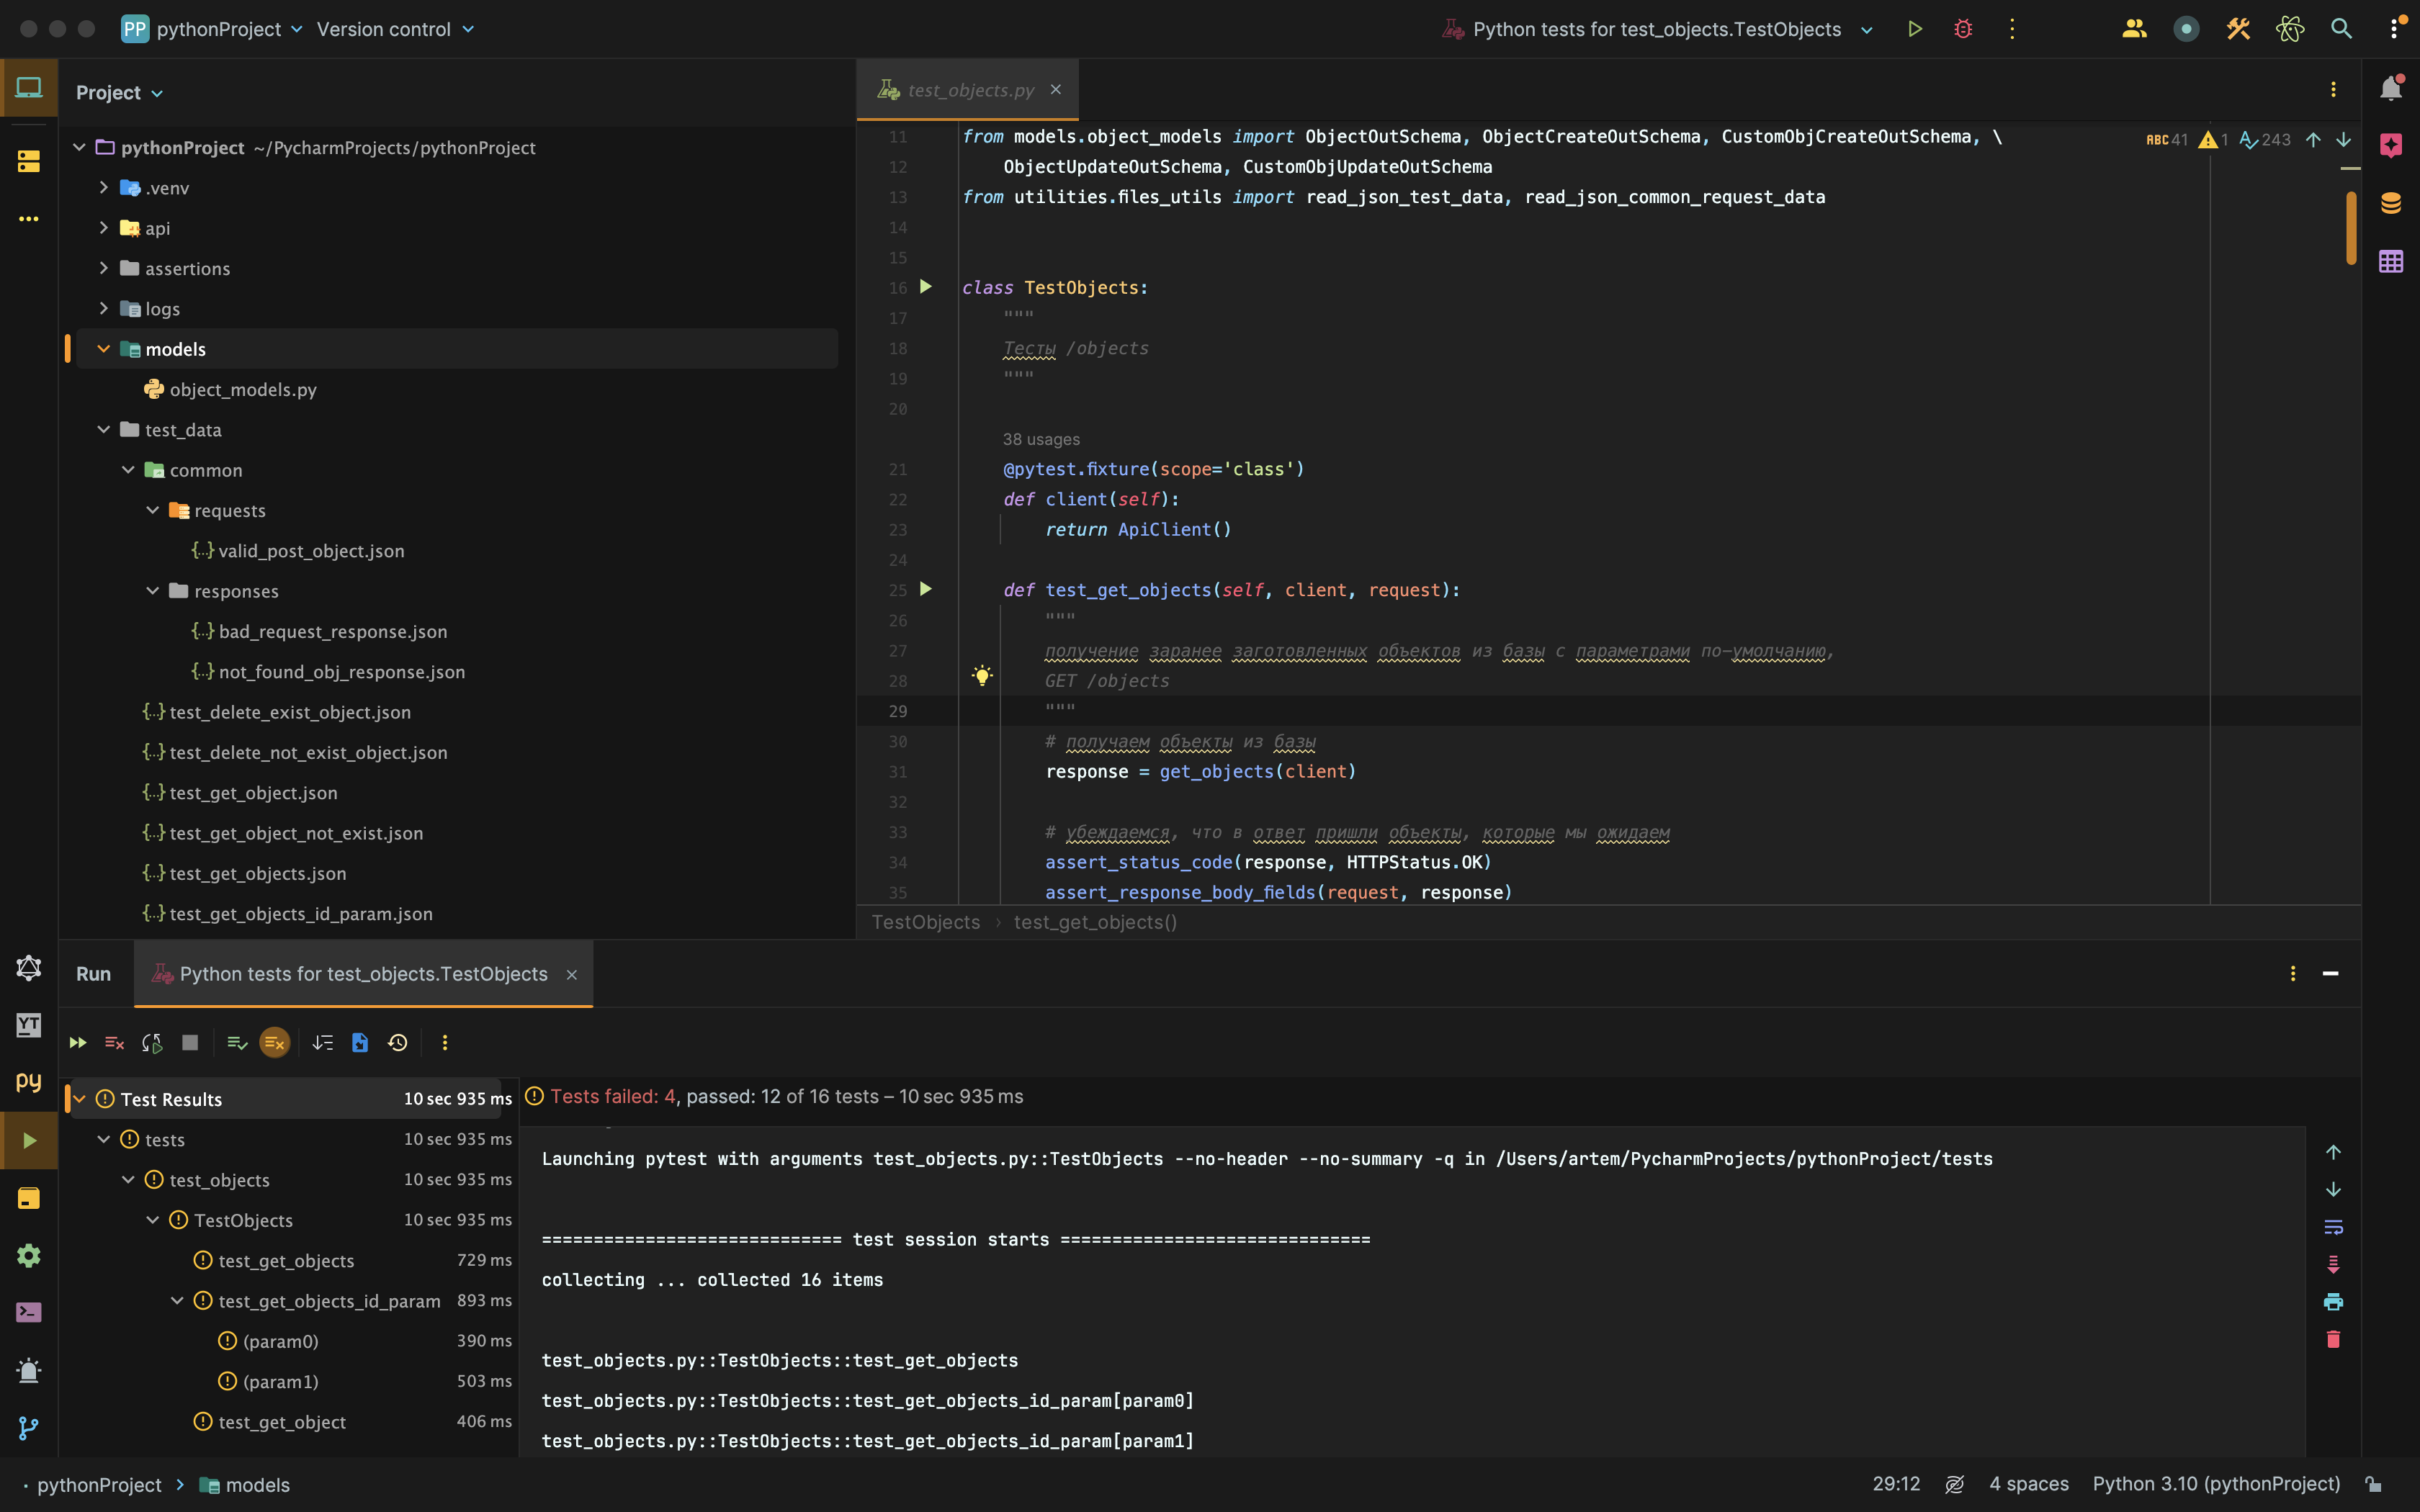 PP pythonProject Version control Python tests for test_objects.TestObjects
Project
pythonProject ~/PycharmProjects/pythonProject
.venv
api
assertions
logs
models
object_models.py
test_data
common
requests
valid_post_object.json
responses
bad_request_response.json
not_found_obj_response.json
test_delete_exist_object.json
test_delete_not_exist_object.json
test_get_object.json
test_get_object_not_exist.json
test_get_objects.json
test_get_objects_id_param.json
test_objects.py
ABC 41 1 243
11 from models.object_models import ObjectOutSchema, ObjectCreateOutSchema, CustomObjCreateOutSchema, \
12 ObjectUpdateOutSchema, CustomObjUpdateOutSchema
13 from utilities.files_utils import read_json_test_data, read_json_common_request_data
14
15
16 class TestObjects:
17 """
18 Тесты /objects
19 """
20
38 usages
21 @pytest.fixture(scope='class')
22 def client(self):
23 return ApiClient()
24
25 def test_get_objects(self, client, request):
26 """
27 получение заранее заготовленных объектов из базы с параметрами по-умолчанию,
28 GET /objects
29 """
30 # получаем объекты из базы
31 response = get_objects(client)
32
33 # убеждаемся, что в ответ пришли объекты, которые мы ожидаем
34 assert_status_code(response, HTTPStatus.OK)
35 assert_response_body_fields(request, response)
TestObjects › test_get_objects()
Run Python tests for test_objects.TestObjects
YT
py
Test Results 10 sec 935 ms
tests 10 sec 935 ms
test_objects 10 sec 935 ms
TestObjects 10 sec 935 ms
test_get_objects 729 ms
test_get_objects_id_param 893 ms
(param0) 390 ms
(param1) 503 ms
test_get_object 406 ms
Tests failed: 4, passed: 12 of 16 tests – 10 sec 935 ms
Launching pytest with arguments test_objects.py::TestObjects --no-header --no-summary -q in /Users/artem/PycharmProjects/pythonProject/tests
============================= test session starts ==============================
collecting ... collected 16 items
test_objects.py::TestObjects::test_get_objects
test_objects.py::TestObjects::test_get_objects_id_param[param0]
test_objects.py::TestObjects::test_get_objects_id_param[param1]
pythonProject › models
29:12 4 spaces Python 3.10 (pythonProject)